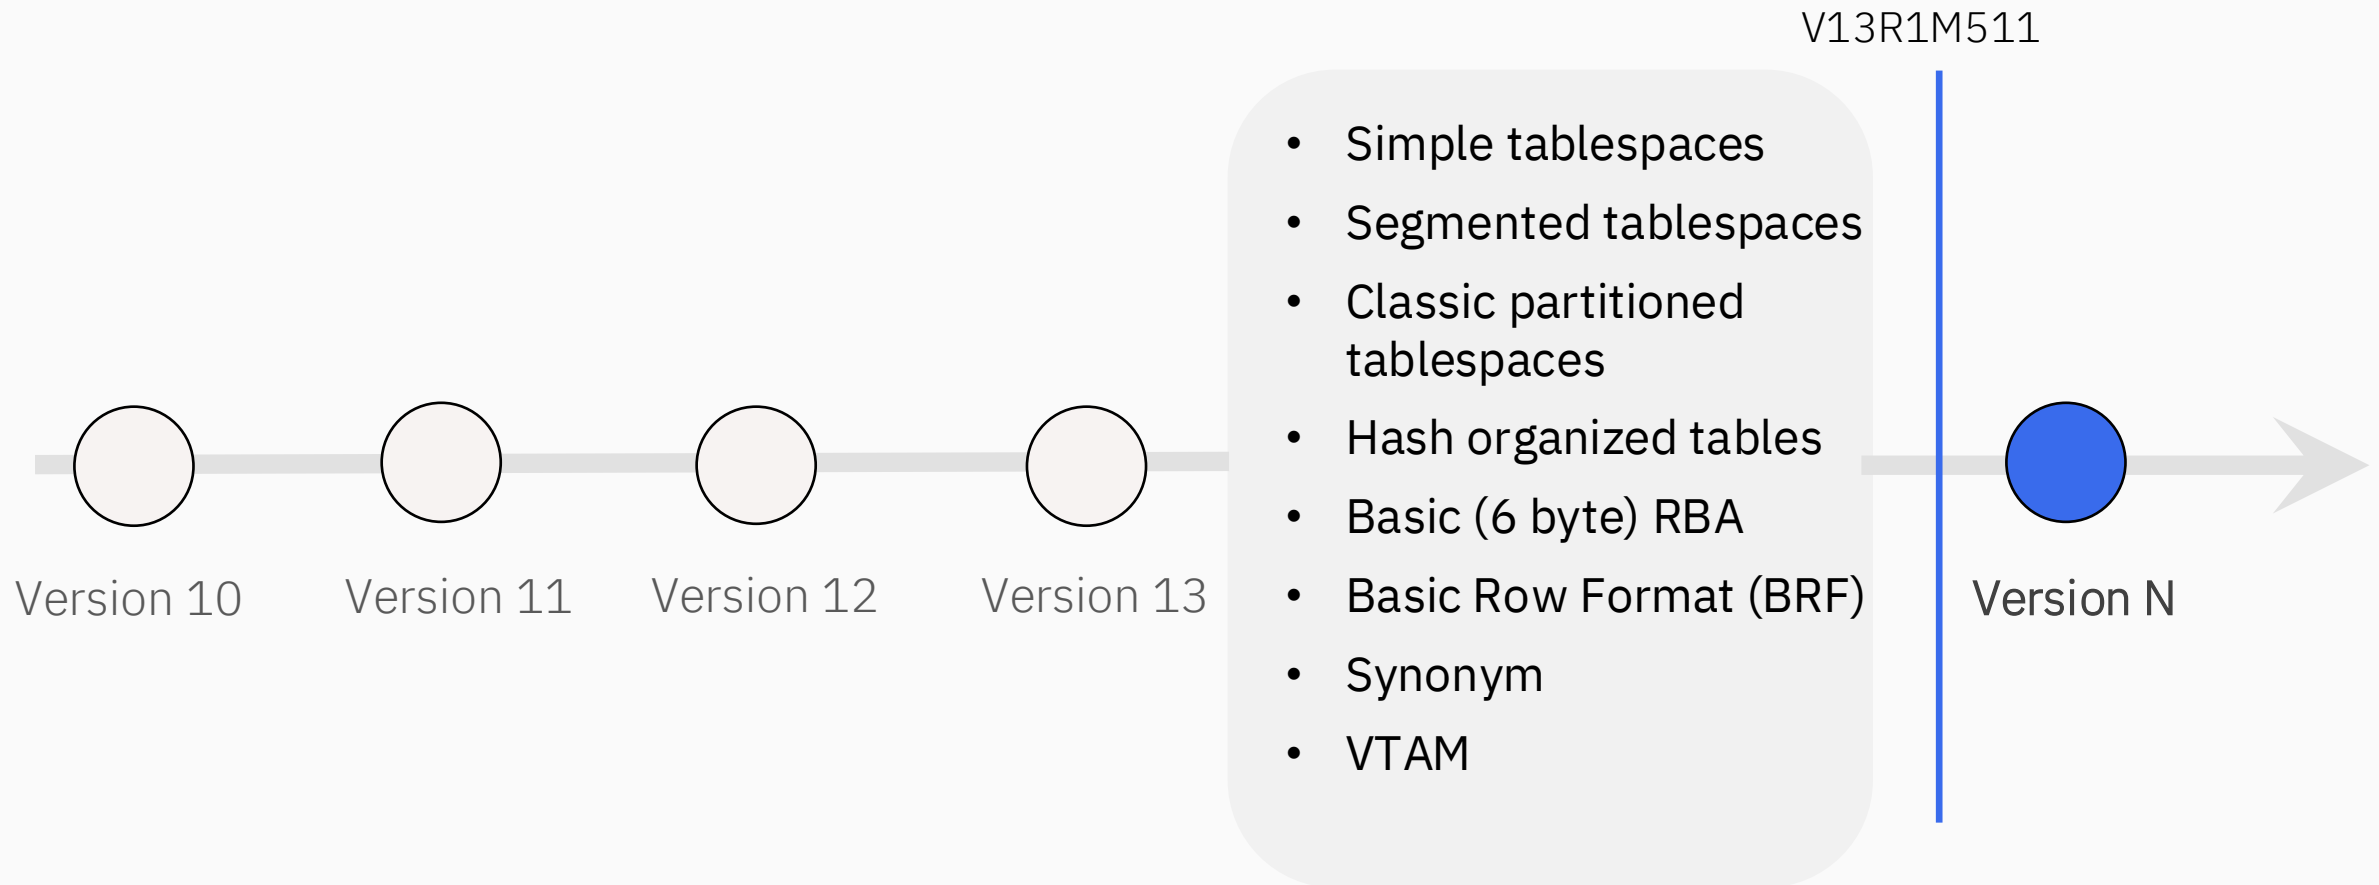 V13R1M511
• Simple tablespaces
• Segmented tablespaces
• Classic partitioned
tablespaces
• Hash organized tables
• Basic (6 byte) RBA
• Basic Row Format (BRF)
• Synonym
• VTAM
Version 10
Version 11
Version 12
Version 13
Version N